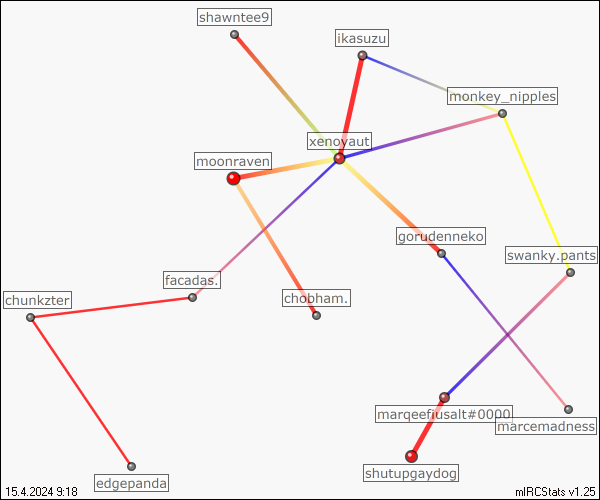 shawntee9
ikasuzu
monkey_nipples
xenoyaut
moonraven
gorudenneko
swanky.pants
facadas.
chobham.
chunkzter
marqeefiusalt#0000
marcemadness
shutupgaydog
edgepanda
15.4.2024 9:18
mIRCStats v1.25